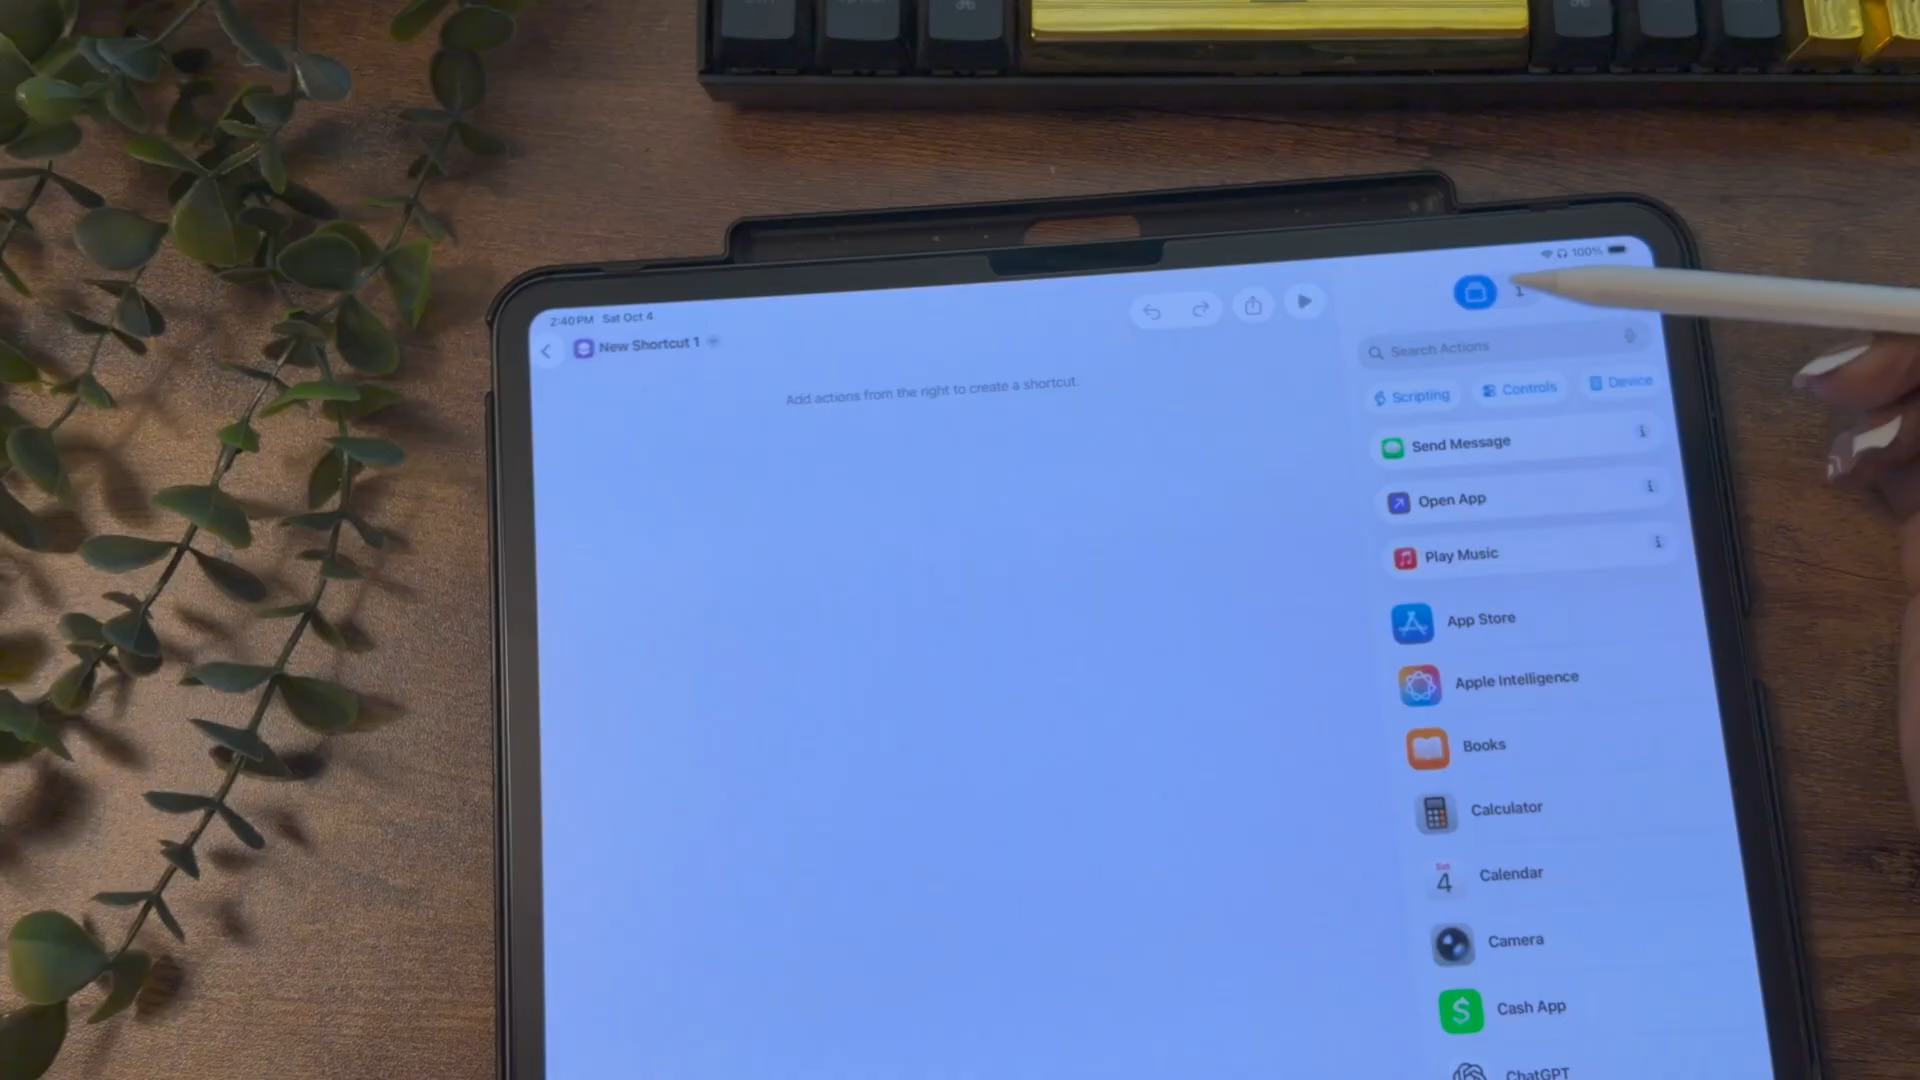 2:40 PM Sat Oct 4
100%
New Shortcut 1
Add actions from the right to create a shortcut.
Search Actions
Scripting
Controls
Device
Send Message
Open App
Play Music
App Store
Apple Intelligence
Books
Calculator
Sat
4
Calendar
Camera
Cash App
ChatGPT